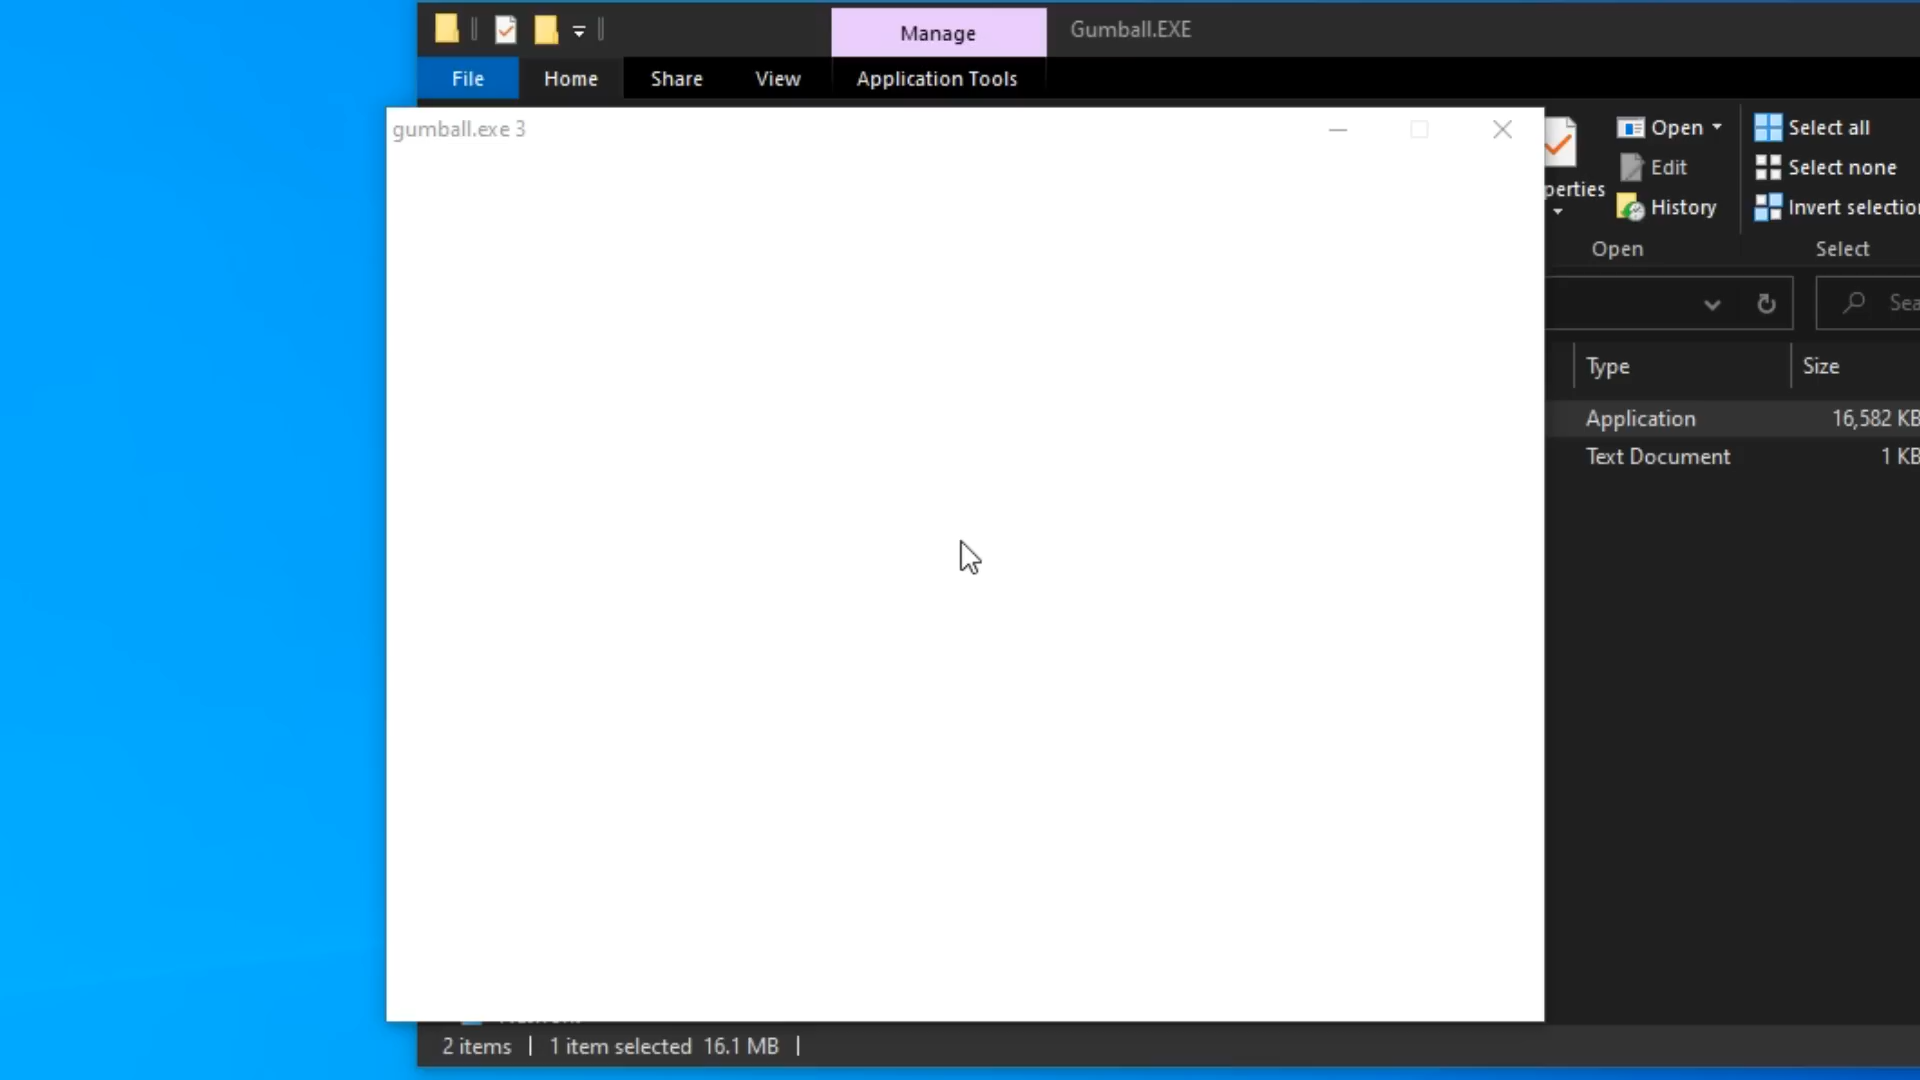 Manage
Gumball.EXE
File
Home
Share
View
Application Tools
gumball.exe 3
Open
Select all
Edit
Select none
perties
History
Invert selection
Open
Select
Sea
Type
Size
Application
16,582 KB
Text Document
1 KB
2 items
1 item selected 16.1 MB